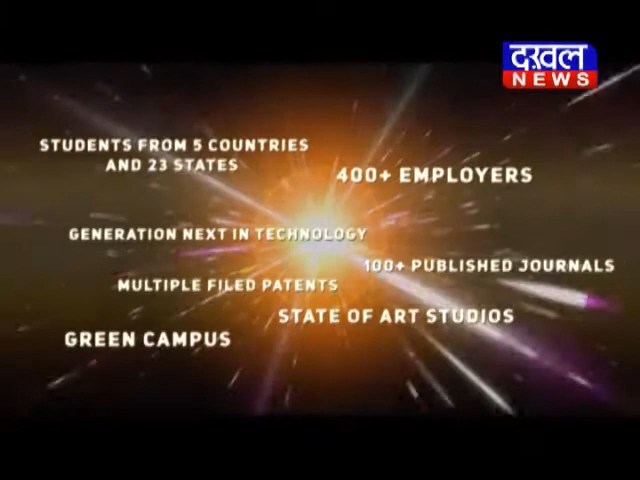 दख़ल
NEWS
STUDENTS FROM 5 COUNTRIES
AND 23 STATES
400+ EMPLOYERS
GENERATION NEXT IN TECHNOLOGY
100+ PUBLISHED JOURNALS
MULTIPLE FILED PATENTS
STATE OF ART STUDIOS
GREEN CAMPUS